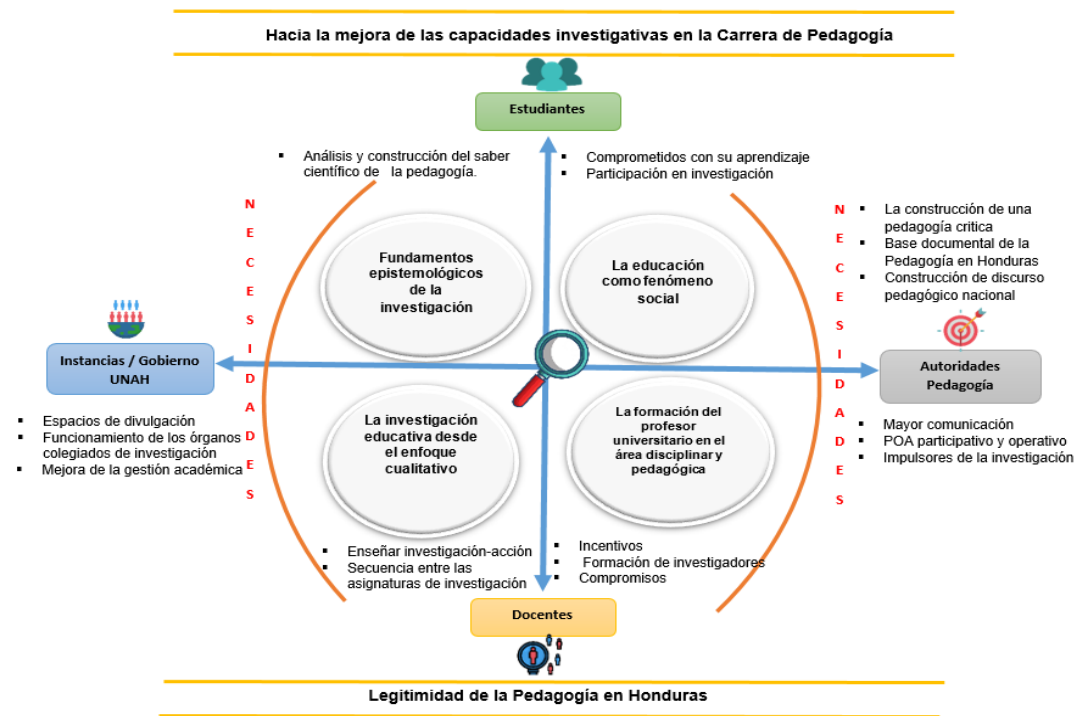 Hacia la mejora de las capacidades investigativas en la Carrera de Pedagogía
Estudiantes
▪ Análisis y construcción del saber
científico de la pedagogía.
▪ Comprometidos con su aprendizaje
▪ Participación en investigación
NECESIDADES
NECESIDADES
▪ La construcción de una
pedagogía critica
▪ Base documental de la
Pedagogía en Honduras
▪ Construcción de discurso
pedagógico nacional
Fundamentos
epistemológicos
de la
investigación
La educación
como fenómeno
social
Instancias / Gobierno
UNAH
Autoridades
Pedagogía
▪ Espacios de divulgación
▪ Funcionamiento de los órganos
colegiados de investigación
▪ Mejora de la gestión académica
La investigación
educativa desde
el enfoque
cualitativo
La formación del
profesor
universitario en el
área disciplinar y
pedagógica
▪ Mayor comunicación
▪ POA participativo y operativo
▪ Impulsores de la investigación
▪ Enseñar investigación-acción
▪ Secuencia entre las
asignaturas de investigación
▪ Incentivos
▪ Formación de investigadores
▪ Compromisos
Docentes
Legitimidad de la Pedagogía en Honduras